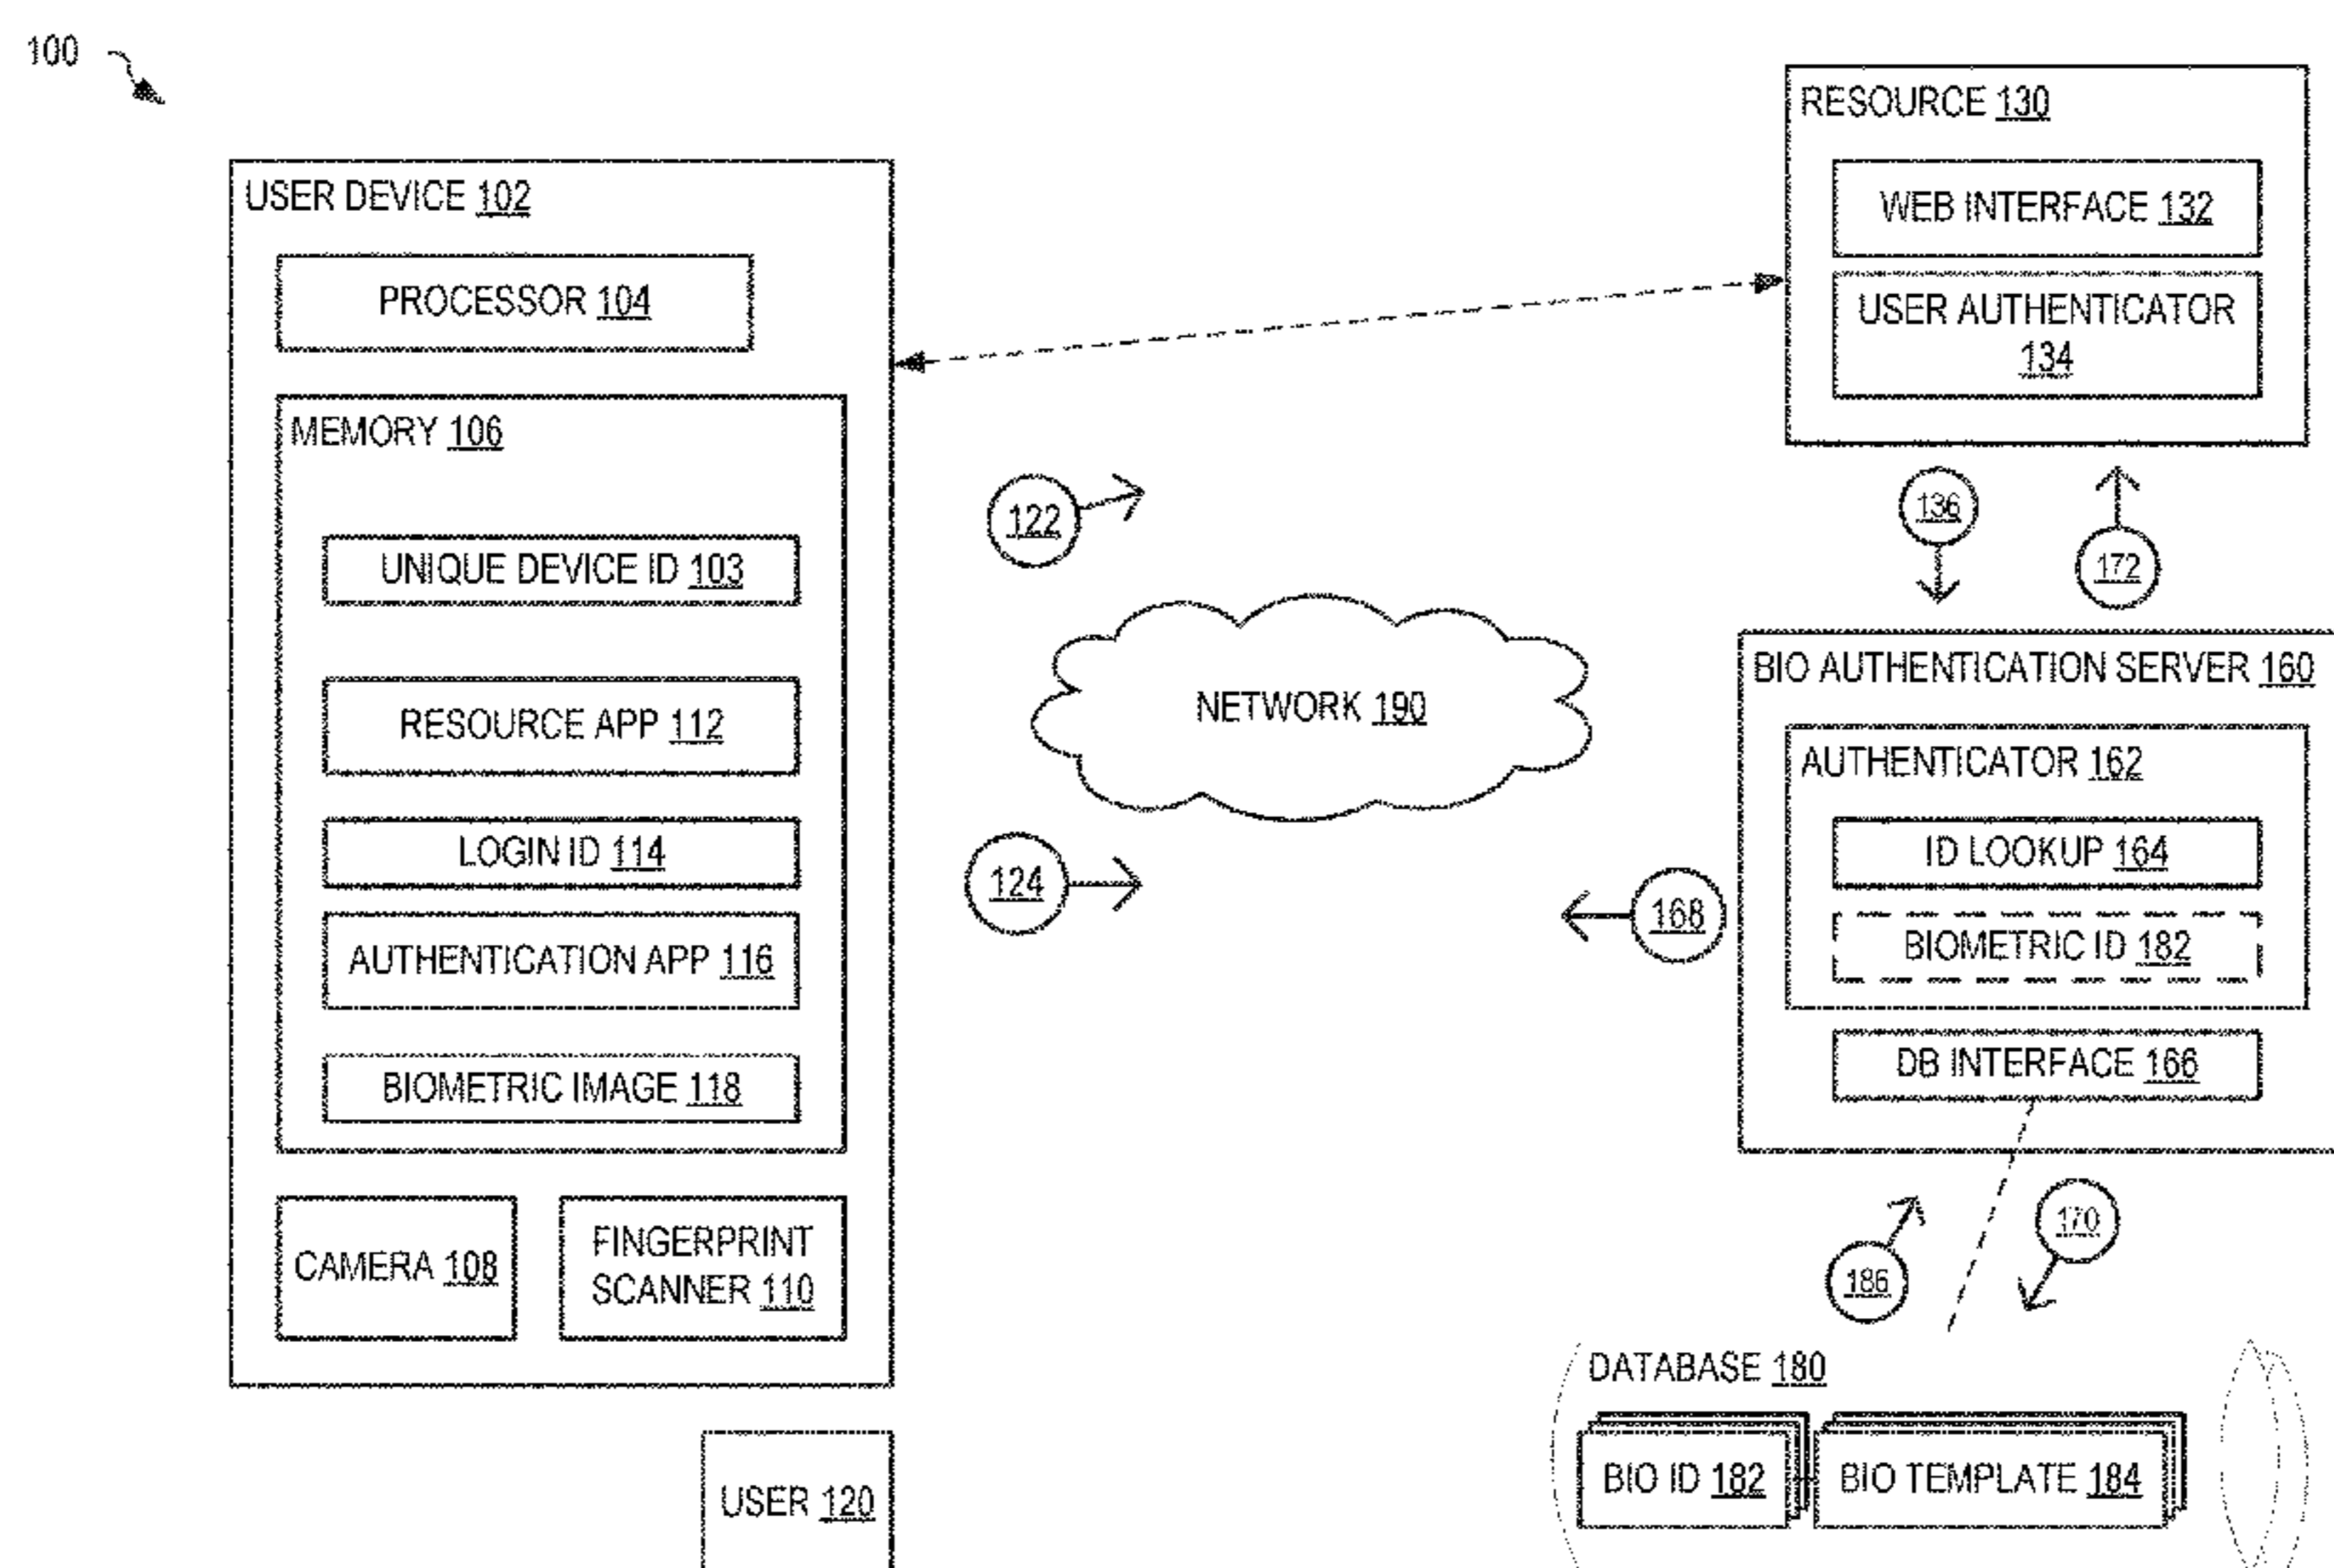 100
USER DEVICE 102
PROCESSOR 104
MEMORY 106
UNIQUE DEVICE ID 103
RESOURCE APP 112
LOGIN ID 114
AUTHENTICATION APP 116
BIOMETRIC IMAGE 118
CAMERA 108
FINGERPRINT
SCANNER 110
USER 120
122
NETWORK 190
124
168
RESOURCE 130
WEB INTERFACE 132
USER AUTHENTICATOR
134
136
172
BIO AUTHENTICATION SERVER 160
AUTHENTICATOR 162
ID LOOKUP 164
BIOMETRIC ID 182
DB INTERFACE 166
170
186
DATABASE 180
BIO ID 182
BIO TEMPLATE 184